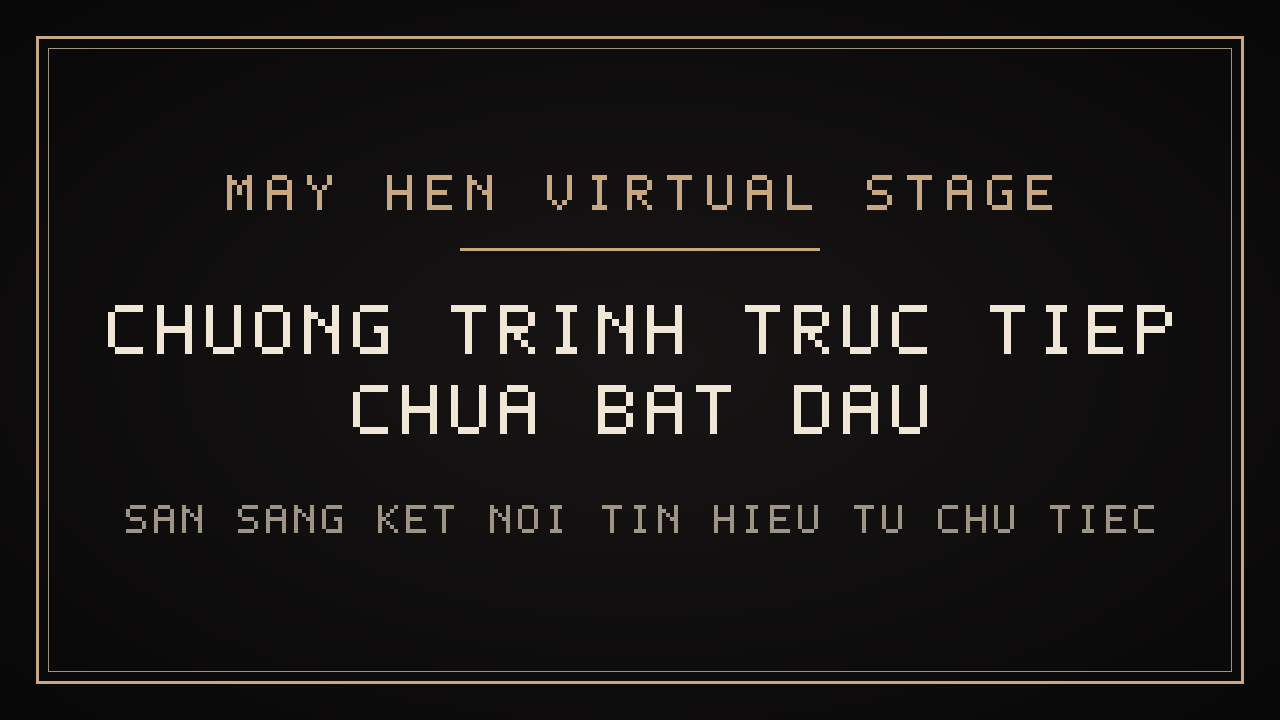 MAY HEN VIRTUAL STAGE
CHUONG TRINH TRUC TIEP
CHUA BAT DAU
SAN SANG KET NOI TIN HIEU TU CHU TIEC